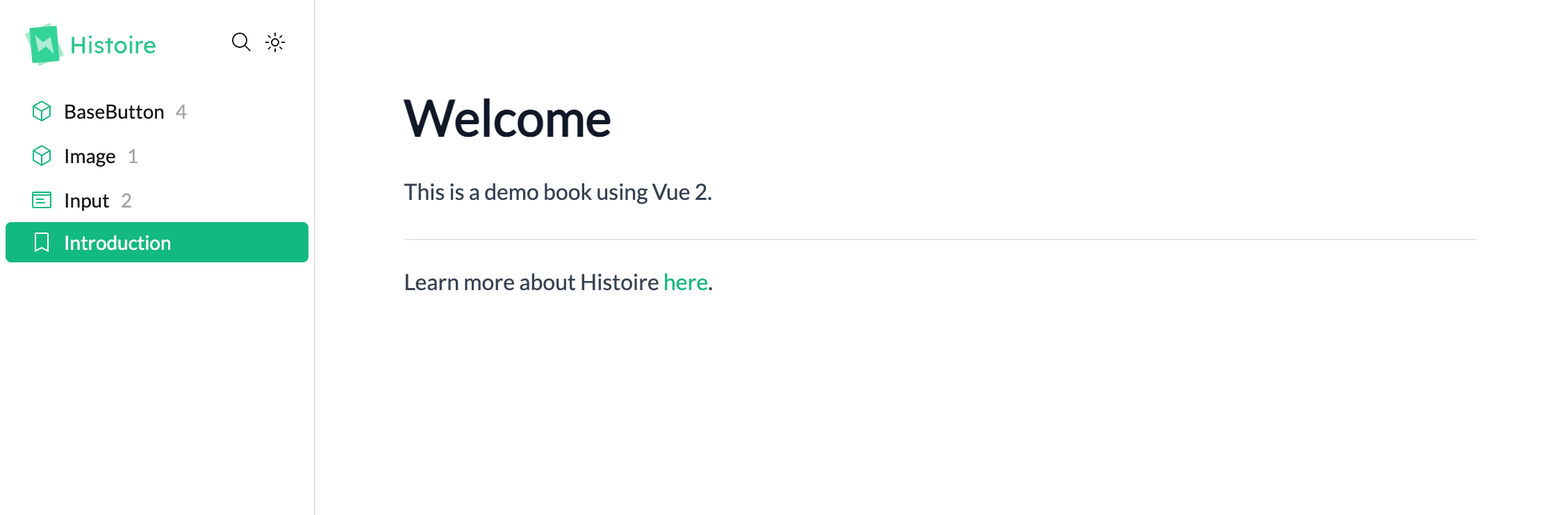 Histoire
BaseButton 4
Image 1
Input 2
Introduction
Welcome
This is a demo book using Vue 2.
Learn more about Histoire here.